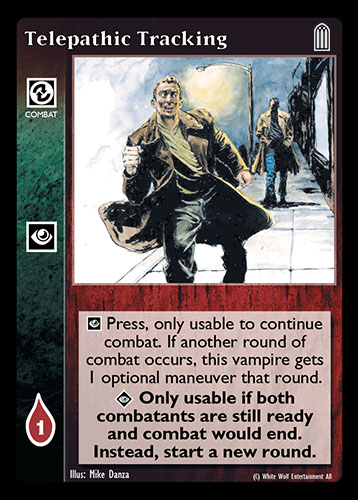 Telepathic Tracking
COMBAT
Press, only usable to continue
combat. If another round of
combat occurs, this vampire gets
1 optional maneuver that round.
Only usable if both
combatants are still ready
and combat would end.
Instead, start a new round.
1
Illus: Mike Danza
(C) White Wolf Entertainment AB